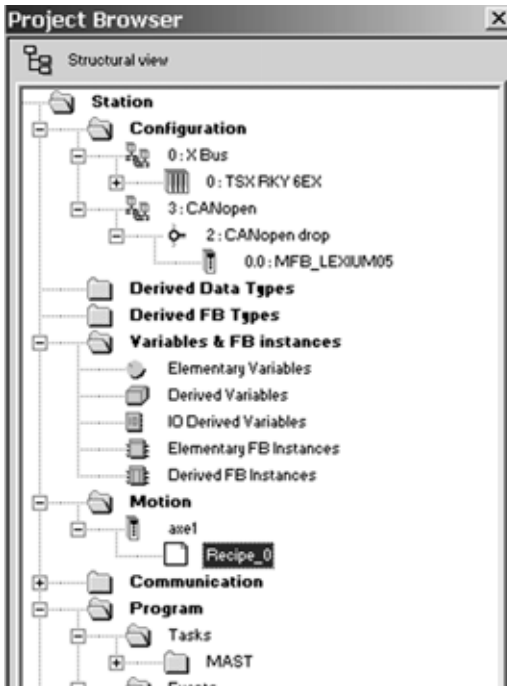 Project Browser
Structural view
Station
Configuration
0 : X Bus
0 : TSX RKY 6EX
3 : CANopen
2 : CANopen drop
0.0 : MFB_LEXIUM05
Derived Data Types
Derived FB Types
Variables & FB instances
Elementary Variables
Derived Variables
IO Derived Variables
Elementary FB Instances
Derived FB Instances
Motion
axe1
Recipe_0
Communication
Program
Tasks
MAST